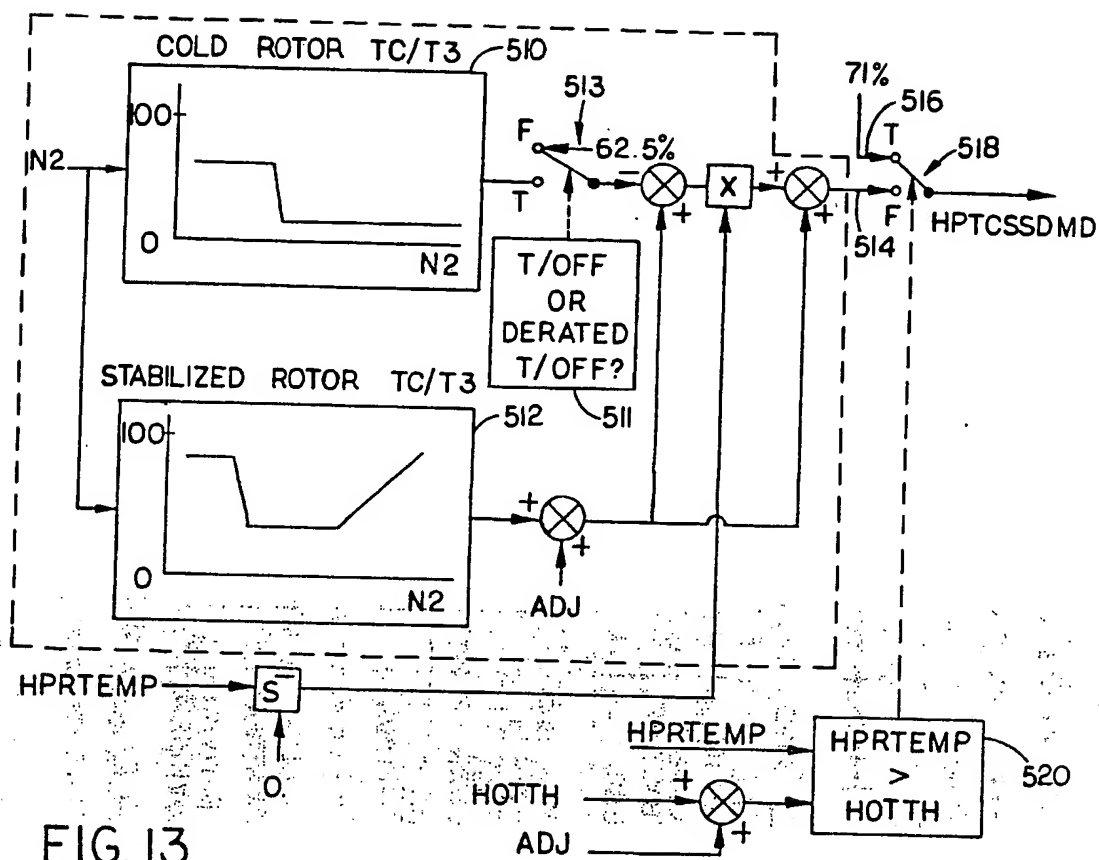 COLD ROTOR TC/T3
510
100
0
N2
N2
513
F
T
62.5%
−
+
X
+
+
71%
516
T
518
F
514
HPTCSSDMD
T/OFF
OR
DERATED
T/OFF?
511
STABILIZED ROTOR TC/T3
512
100
0
N2
+
+
ADJ
HPRTEMP
S⁻
0.
HPRTEMP
HOTTH
+
+
ADJ
HPRTEMP
>
HOTTH
520
FIG. 13